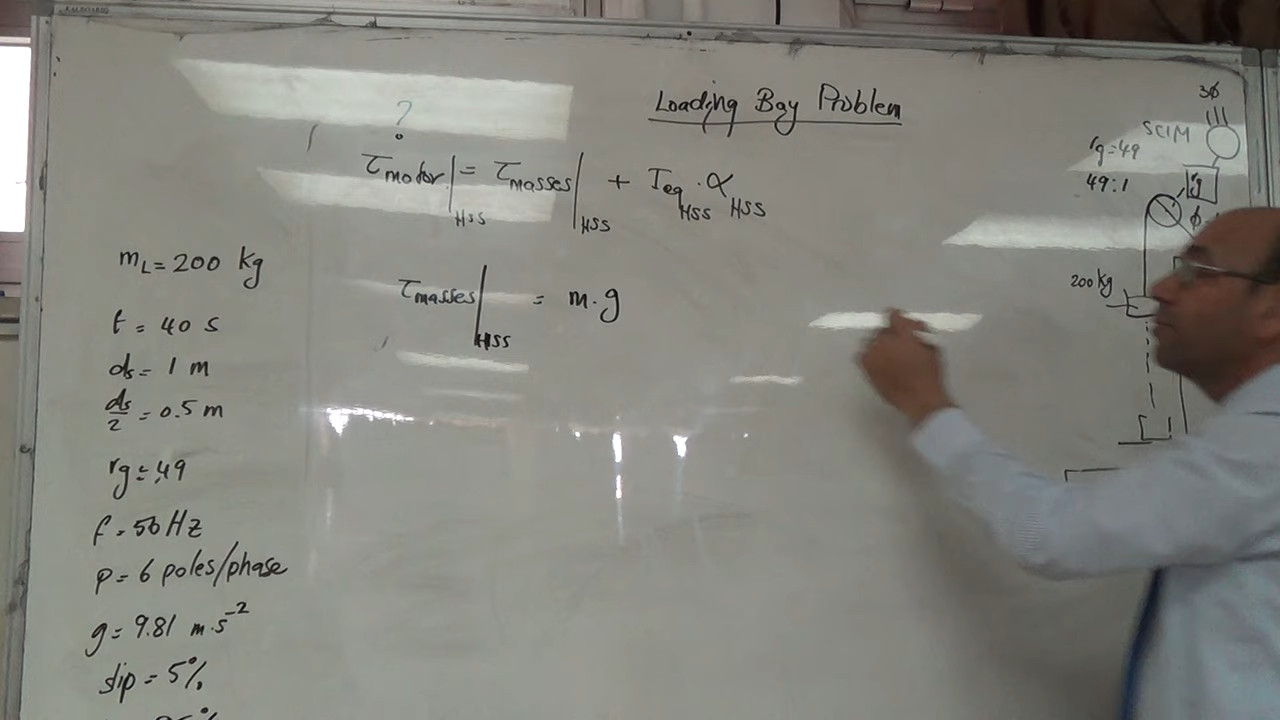 Loading Bay Problem
?
τmotor|HSS = τmasses|HSS + Ieq HSS . α HSS
τmasses|HSS = m.g
mL = 200 kg
t = 40 s
ds = 1 m
ds/2 = 0.5 m
rg = 49
f = 50 Hz
p = 6 poles/phase
g = 9.81 m.s⁻²
slip = 5%
3ϕ
SCIM
rg = 49
49:1
rg
200 kg